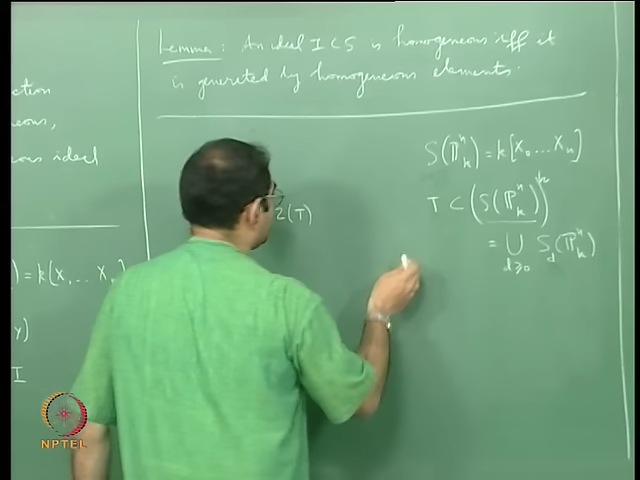 Lemma: An ideal I ⊂ S is homogeneous iff it
is generated by homogeneous elements.
ction
eous,
ous ideal
) = k[X, ... X
y)
I
Z(T)
S(ℙⁿₖ) = k[X₀...Xₙ]
T ⊂ (S(ℙⁿₖ))ʰ
= ⋃ S_d(ℙⁿₖ)
d≥0
NPTEL